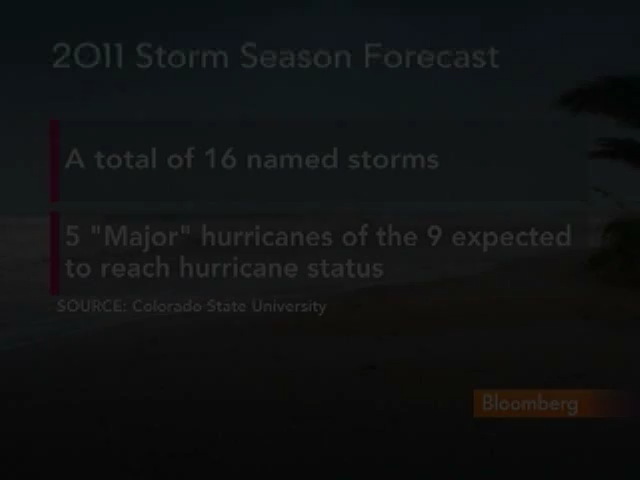 2011 Storm Season Forecast
A total of 16 named storms
5 "Major" hurricanes of the 9 expected
to reach hurricane status
SOURCE: Colorado State University
Bloomberg